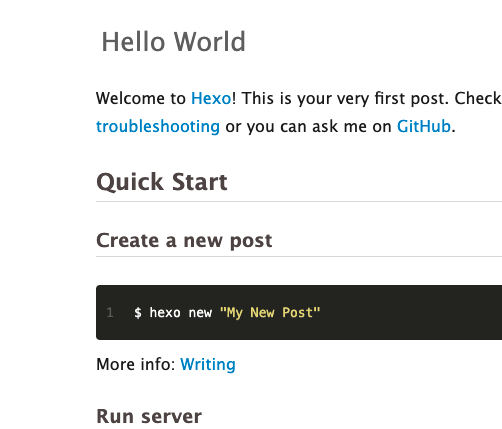 Hello World
Welcome to Hexo! This is your very first post. Check
troubleshooting or you can ask me on GitHub.
Quick Start
Create a new post
1 $ hexo new "My New Post"
More info: Writing
Run server